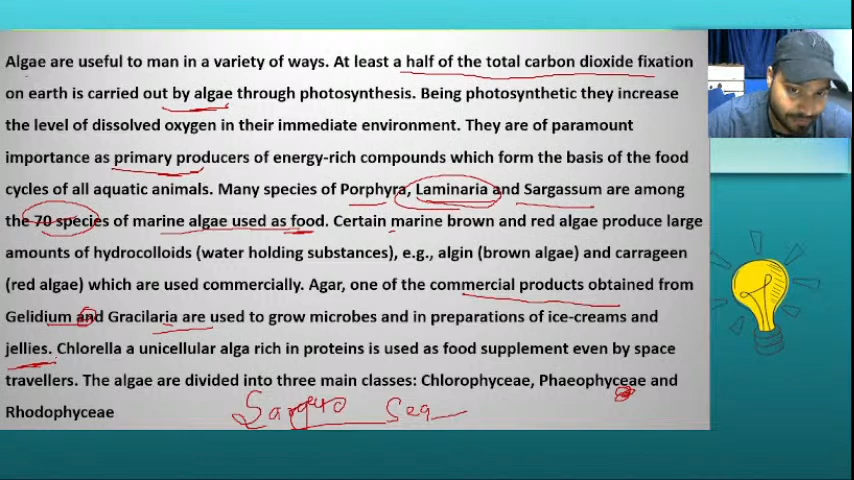 Algae are useful to man in a variety of ways. At least a half of the total carbon dioxide fixation
on earth is carried out by algae through photosynthesis. Being photosynthetic they increase
the level of dissolved oxygen in their immediate environment. They are of paramount
importance as primary producers of energy-rich compounds which form the basis of the food
cycles of all aquatic animals. Many species of Porphyra, Laminaria and Sargassum are among
the 70 species of marine algae used as food. Certain marine brown and red algae produce large
amounts of hydrocolloids (water holding substances), e.g., algin (brown algae) and carrageen
(red algae) which are used commercially. Agar, one of the commercial products obtained from
Gelidium and Gracilaria are used to grow microbes and in preparations of ice-creams and
jellies. Chlorella a unicellular alga rich in proteins is used as food supplement even by space
travellers. The algae are divided into three main classes: Chlorophyceae, Phaeophyceae and
Rhodophyceae
Sea